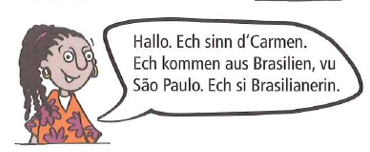 Hallo. Ech sinn d'Carmen.
Ech kommen aus Brasilien, vu
São Paulo. Ech si Brasilianerin.